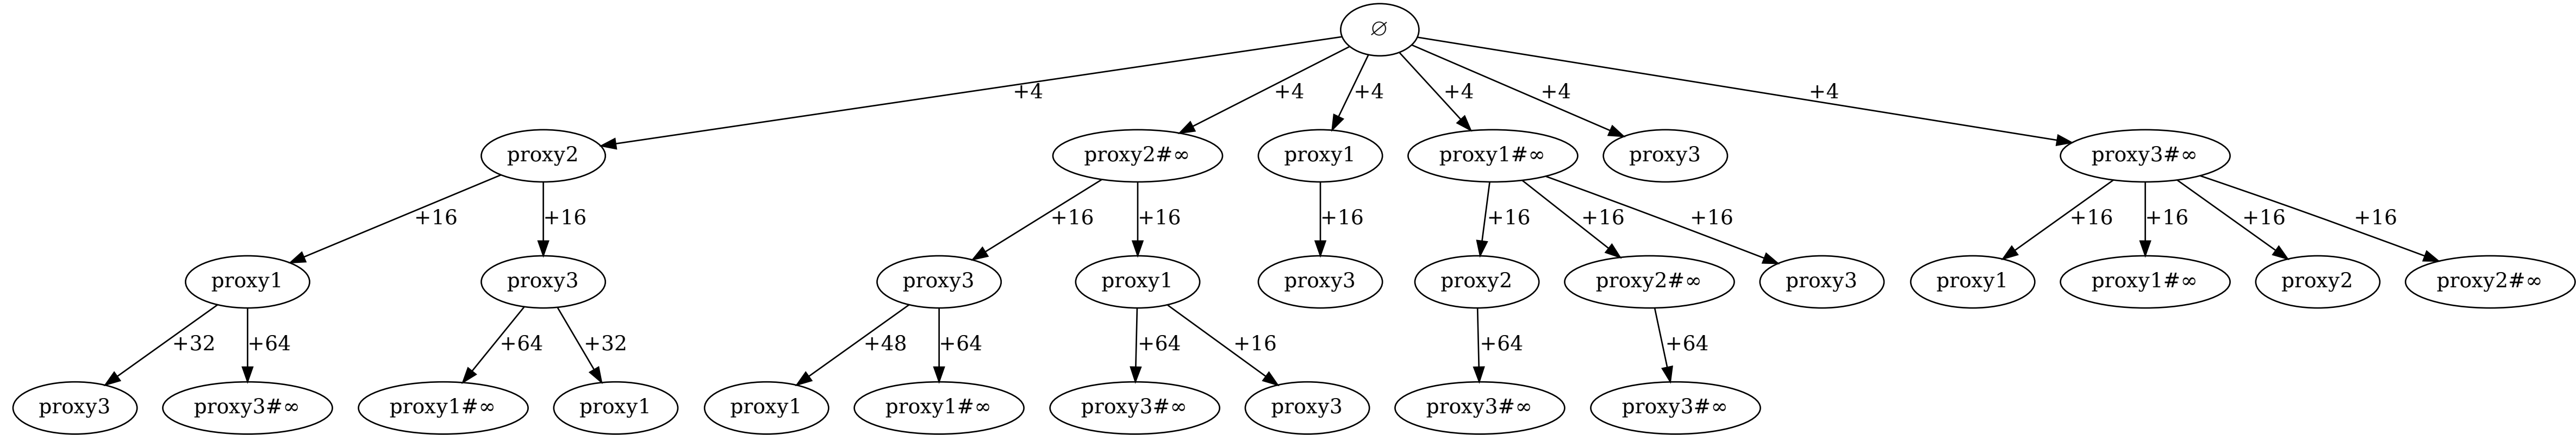 ∅
+4 +4 +4 +4 +4 +4
proxy2 proxy2#∞ proxy1 proxy1#∞ proxy3 proxy3#∞
+16 +16 +16 +16 +16 +16 +16 +16 +16 +16 +16 +16
proxy1 proxy3 proxy3 proxy1 proxy3 proxy2 proxy2#∞ proxy3 proxy1 proxy1#∞ proxy2 proxy2#∞
+32 +64 +64 +32 +48 +64 +64 +16 +64 +64
proxy3 proxy3#∞ proxy1#∞ proxy1 proxy1 proxy1#∞ proxy3#∞ proxy3 proxy3#∞ proxy3#∞